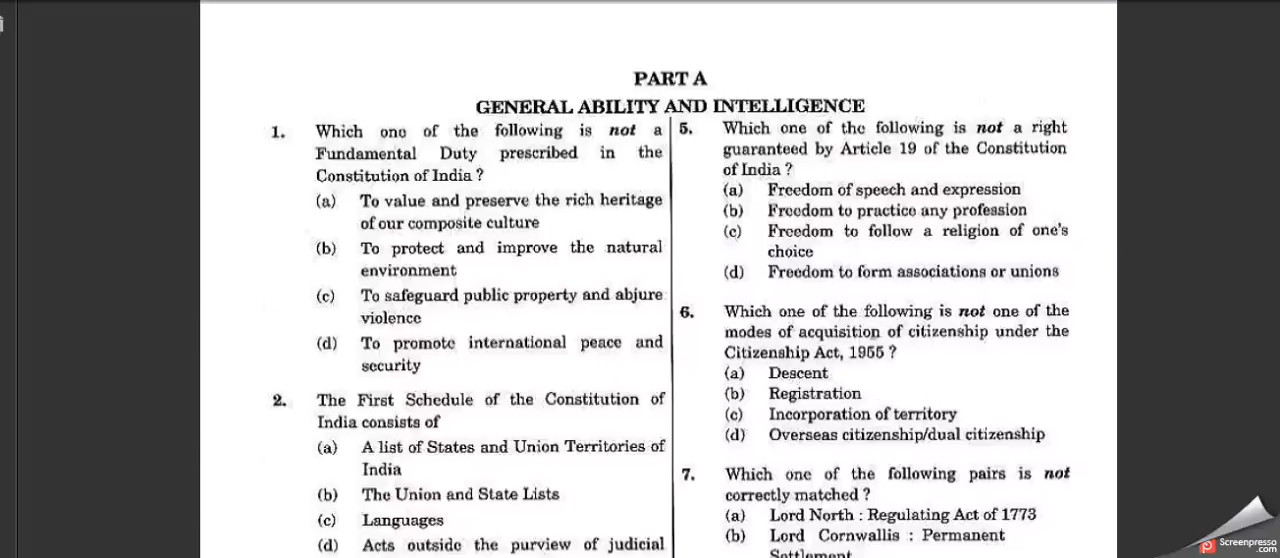 PART A
GENERAL ABILITY AND INTELLIGENCE
1. Which one of the following is not a
Fundamental Duty prescribed in the
Constitution of India ?
(a) To value and preserve the rich heritage
of our composite culture
(b) To protect and improve the natural
environment
(c) To safeguard public property and abjure
violence
(d) To promote international peace and
security
2. The First Schedule of the Constitution of
India consists of
(a) A list of States and Union Territories of
India
(b) The Union and State Lists
(c) Languages
(d) Acts outside the purview of judicial
5. Which one of the following is not a right
guaranteed by Article 19 of the Constitution
of India ?
(a) Freedom of speech and expression
(b) Freedom to practice any profession
(c) Freedom to follow a religion of one's
choice
(d) Freedom to form associations or unions
6. Which one of the following is not one of the
modes of acquisition of citizenship under the
Citizenship Act, 1955 ?
(a) Descent
(b) Registration
(c) Incorporation of territory
(d) Overseas citizenship/dual citizenship
7. Which one of the following pairs is not
correctly matched ?
(a) Lord North : Regulating Act of 1773
(b) Lord Cornwallis : Permanent
Settlement
Screenpresso
.com